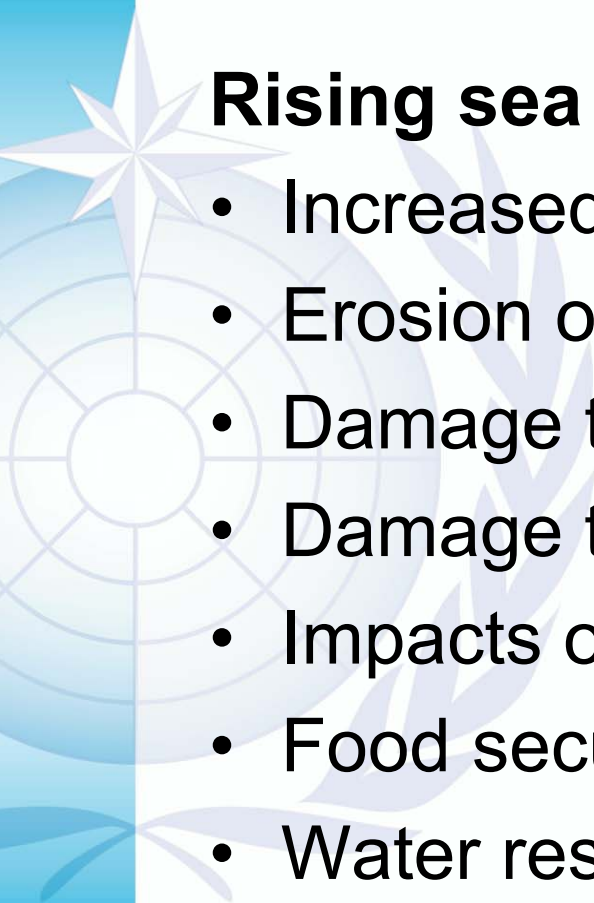 Rising sea
• Increased
• Erosion o
• Damage t
• Damage t
• Impacts o
• Food secu
• Water res